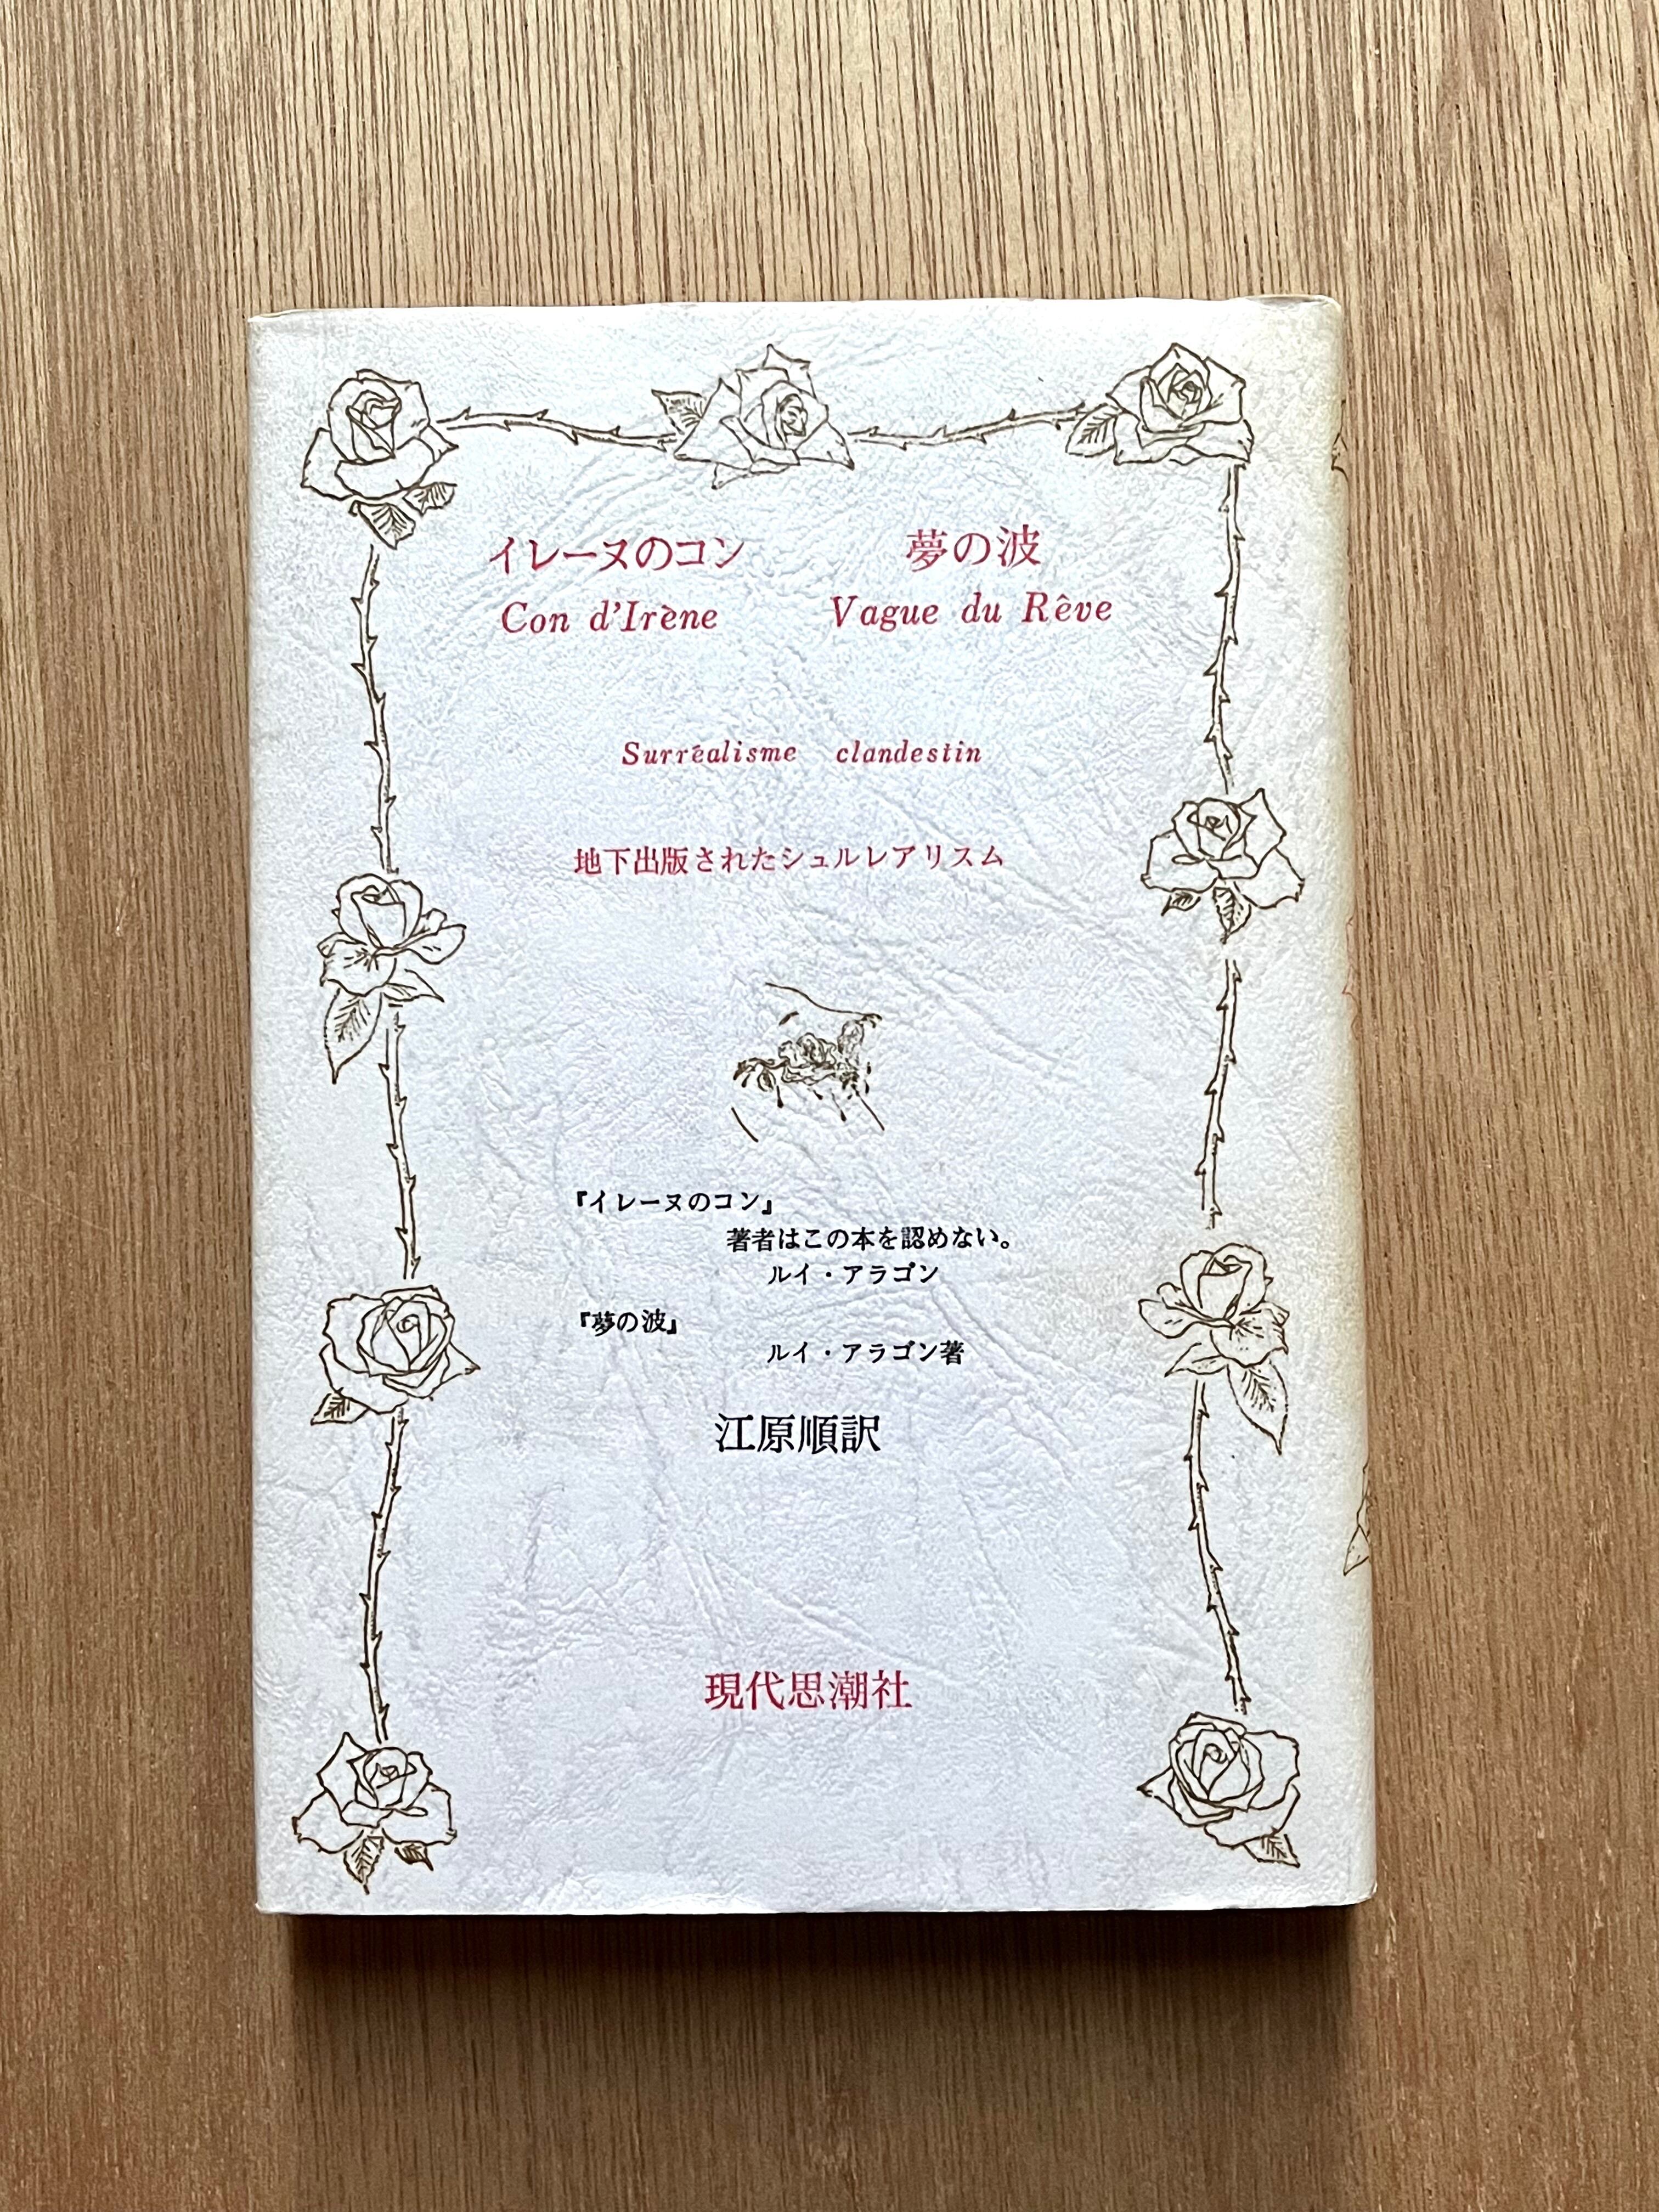 イレーヌのコン 夢の波
Con d'Irène Vague du Rêve
Surréalisme clandestin
地下出版されたシュルレアリスム
『イレーヌのコン』
著者はこの本を認めない。
ルイ・アラゴン
『夢の波』
ルイ・アラゴン著
江原順訳
現代思潮社